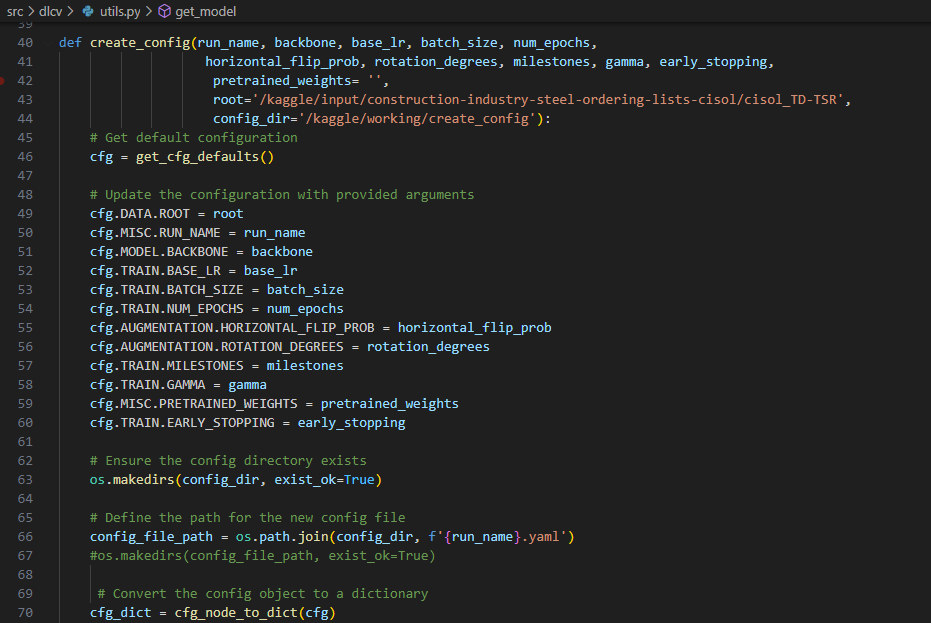 src > dlcv > utils.py > get_model
39
40 def create_config(run_name, backbone, base_lr, batch_size, num_epochs,
41 horizontal_flip_prob, rotation_degrees, milestones, gamma, early_stopping,
42 pretrained_weights= '',
43 root='/kaggle/input/construction-industry-steel-ordering-lists-cisol/cisol_TD-TSR',
44 config_dir='/kaggle/working/create_config'):
45 # Get default configuration
46 cfg = get_cfg_defaults()
47
48 # Update the configuration with provided arguments
49 cfg.DATA.ROOT = root
50 cfg.MISC.RUN_NAME = run_name
51 cfg.MODEL.BACKBONE = backbone
52 cfg.TRAIN.BASE_LR = base_lr
53 cfg.TRAIN.BATCH_SIZE = batch_size
54 cfg.TRAIN.NUM_EPOCHS = num_epochs
55 cfg.AUGMENTATION.HORIZONTAL_FLIP_PROB = horizontal_flip_prob
56 cfg.AUGMENTATION.ROTATION_DEGREES = rotation_degrees
57 cfg.TRAIN.MILESTONES = milestones
58 cfg.TRAIN.GAMMA = gamma
59 cfg.MISC.PRETRAINED_WEIGHTS = pretrained_weights
60 cfg.TRAIN.EARLY_STOPPING = early_stopping
61
62 # Ensure the config directory exists
63 os.makedirs(config_dir, exist_ok=True)
64
65 # Define the path for the new config file
66 config_file_path = os.path.join(config_dir, f'{run_name}.yaml')
67 #os.makedirs(config_file_path, exist_ok=True)
68
69 # Convert the config object to a dictionary
70 cfg_dict = cfg_node_to_dict(cfg)